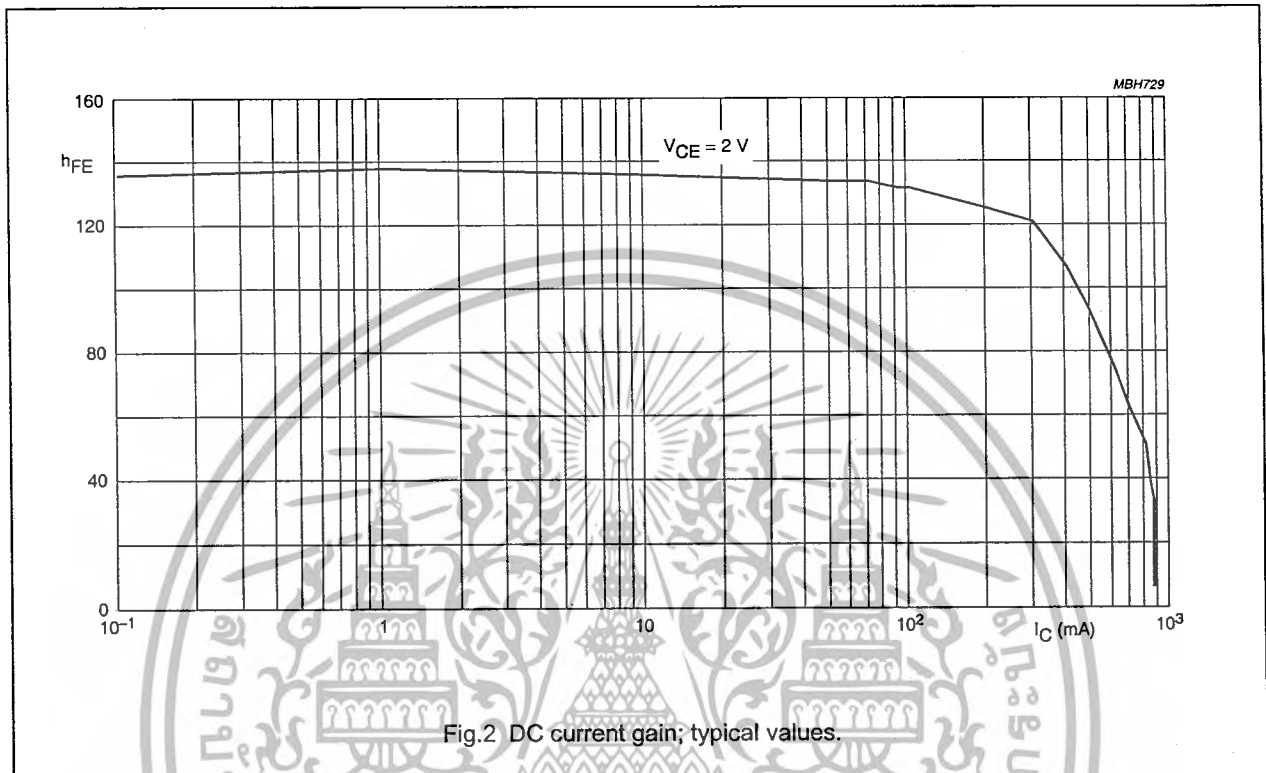 MBH729
160
hFE
VCE = 2 V
120
80
40
0
10⁻¹
1
10
10²
IC (mA)
10³
Fig.2 DC current gain; typical values.